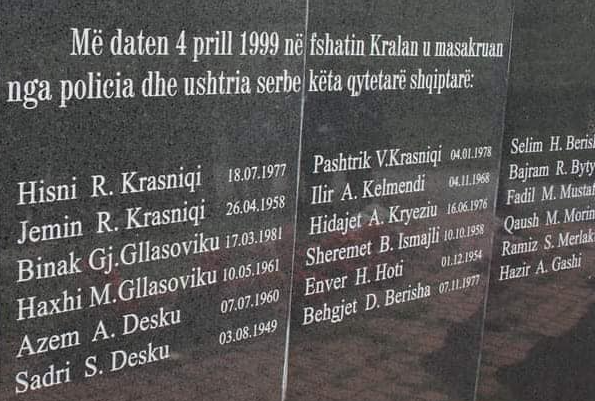 Më daten 4 prill 1999 në fshatin Kralan u masakruan
nga policia dhe ushtria serbe këta qytetarë shqiptarë:
Hisni R. Krasniqi 18.07.1977
Jemin R. Krasniqi 26.04.1958
Binak Gj.Gllasoviku 17.03.1981
Haxhi M.Gllasoviku 10.05.1961
Azem A. Desku 07.07.1960
Sadri S. Desku 03.08.1949
Pashtrik V.Krasniqi 04.01.1978
Ilir A. Kelmendi 04.11.1968
Hidajet A. Kryeziu 16.06.1976
Sheremet B. Ismajli 10.10.1958
Enver H. Hoti 01.12.1954
Behgjet D. Berisha 07.11.1977
Selim H.
Bajram R.
Fadil M.
Qaush M.
Ramiz S.
Hazir A. Gashi